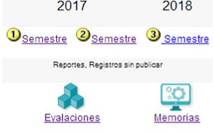 2017 2018
1 Semestre 2 Semestre 3 Semestre
Reportes, Registros sin publicar
Evalaciones Memorias